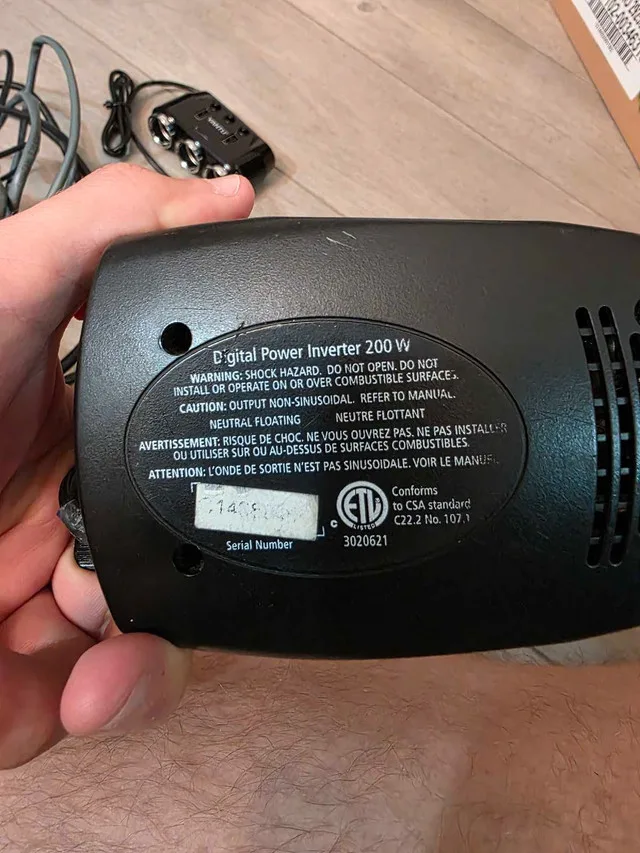 Digital Power Inverter 200 W
WARNING: SHOCK HAZARD. DO NOT OPEN. DO NOT
INSTALL OR OPERATE ON OR OVER COMBUSTIBLE SURFACES.
CAUTION: OUTPUT NON-SINUSOIDAL. REFER TO MANUAL.
NEUTRAL FLOATING NEUTRE FLOTTANT
AVERTISSEMENT: RISQUE DE CHOC. NE VOUS OUVREZ PAS. NE PAS INSTALLER
OU UTILISER SUR OU AU-DESSUS DE SURFACES COMBUSTIBLES.
ATTENTION: L'ONDE DE SORTIE N'EST PAS SINUSOIDALE. VOIR LE MANUEL
Serial Number
c ETL LISTED
3020621
Conforms
to CSA standard
C22.2 No. 107.1